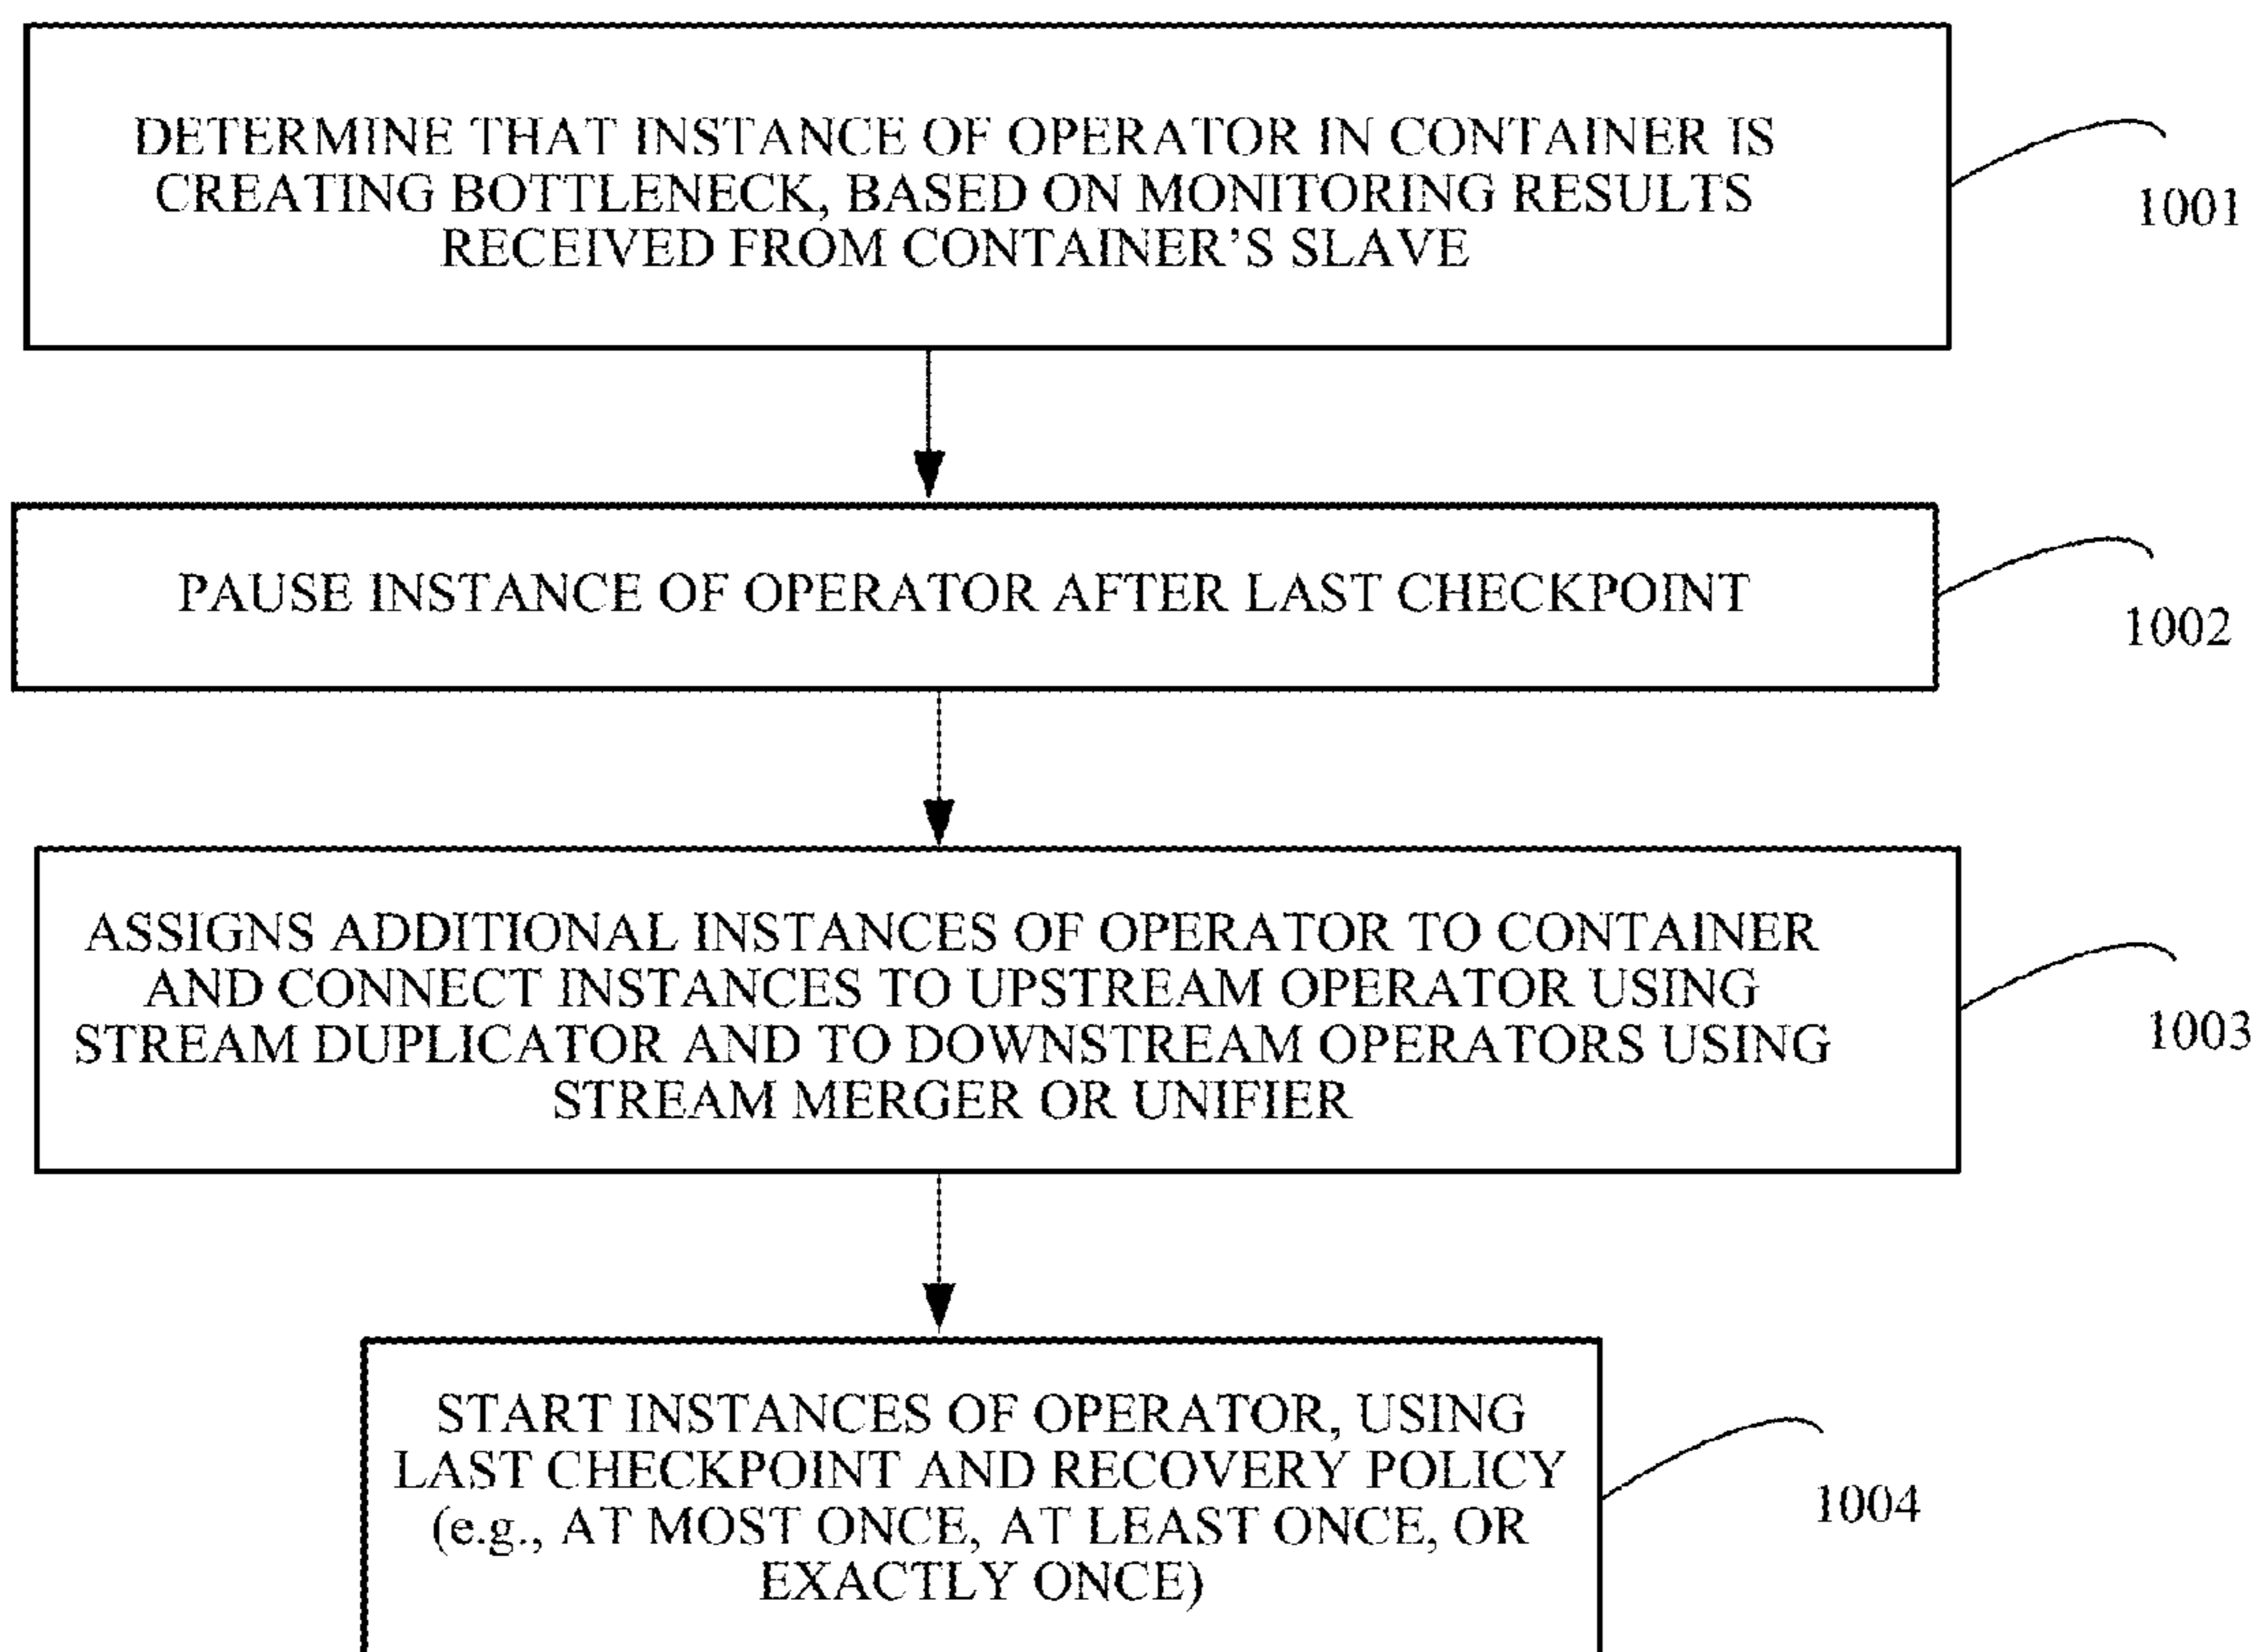 DETERMINE THAT INSTANCE OF OPERATOR IN CONTAINER IS
CREATING BOTTLENECK, BASED ON MONITORING RESULTS
RECEIVED FROM CONTAINER'S SLAVE
1001
PAUSE INSTANCE OF OPERATOR AFTER LAST CHECKPOINT
1002
ASSIGNS ADDITIONAL INSTANCES OF OPERATOR TO CONTAINER
AND CONNECT INSTANCES TO UPSTREAM OPERATOR USING
STREAM DUPLICATOR AND TO DOWNSTREAM OPERATORS USING
STREAM MERGER OR UNIFIER
1003
START INSTANCES OF OPERATOR, USING
LAST CHECKPOINT AND RECOVERY POLICY
(e.g., AT MOST ONCE, AT LEAST ONCE, OR
EXACTLY ONCE)
1004